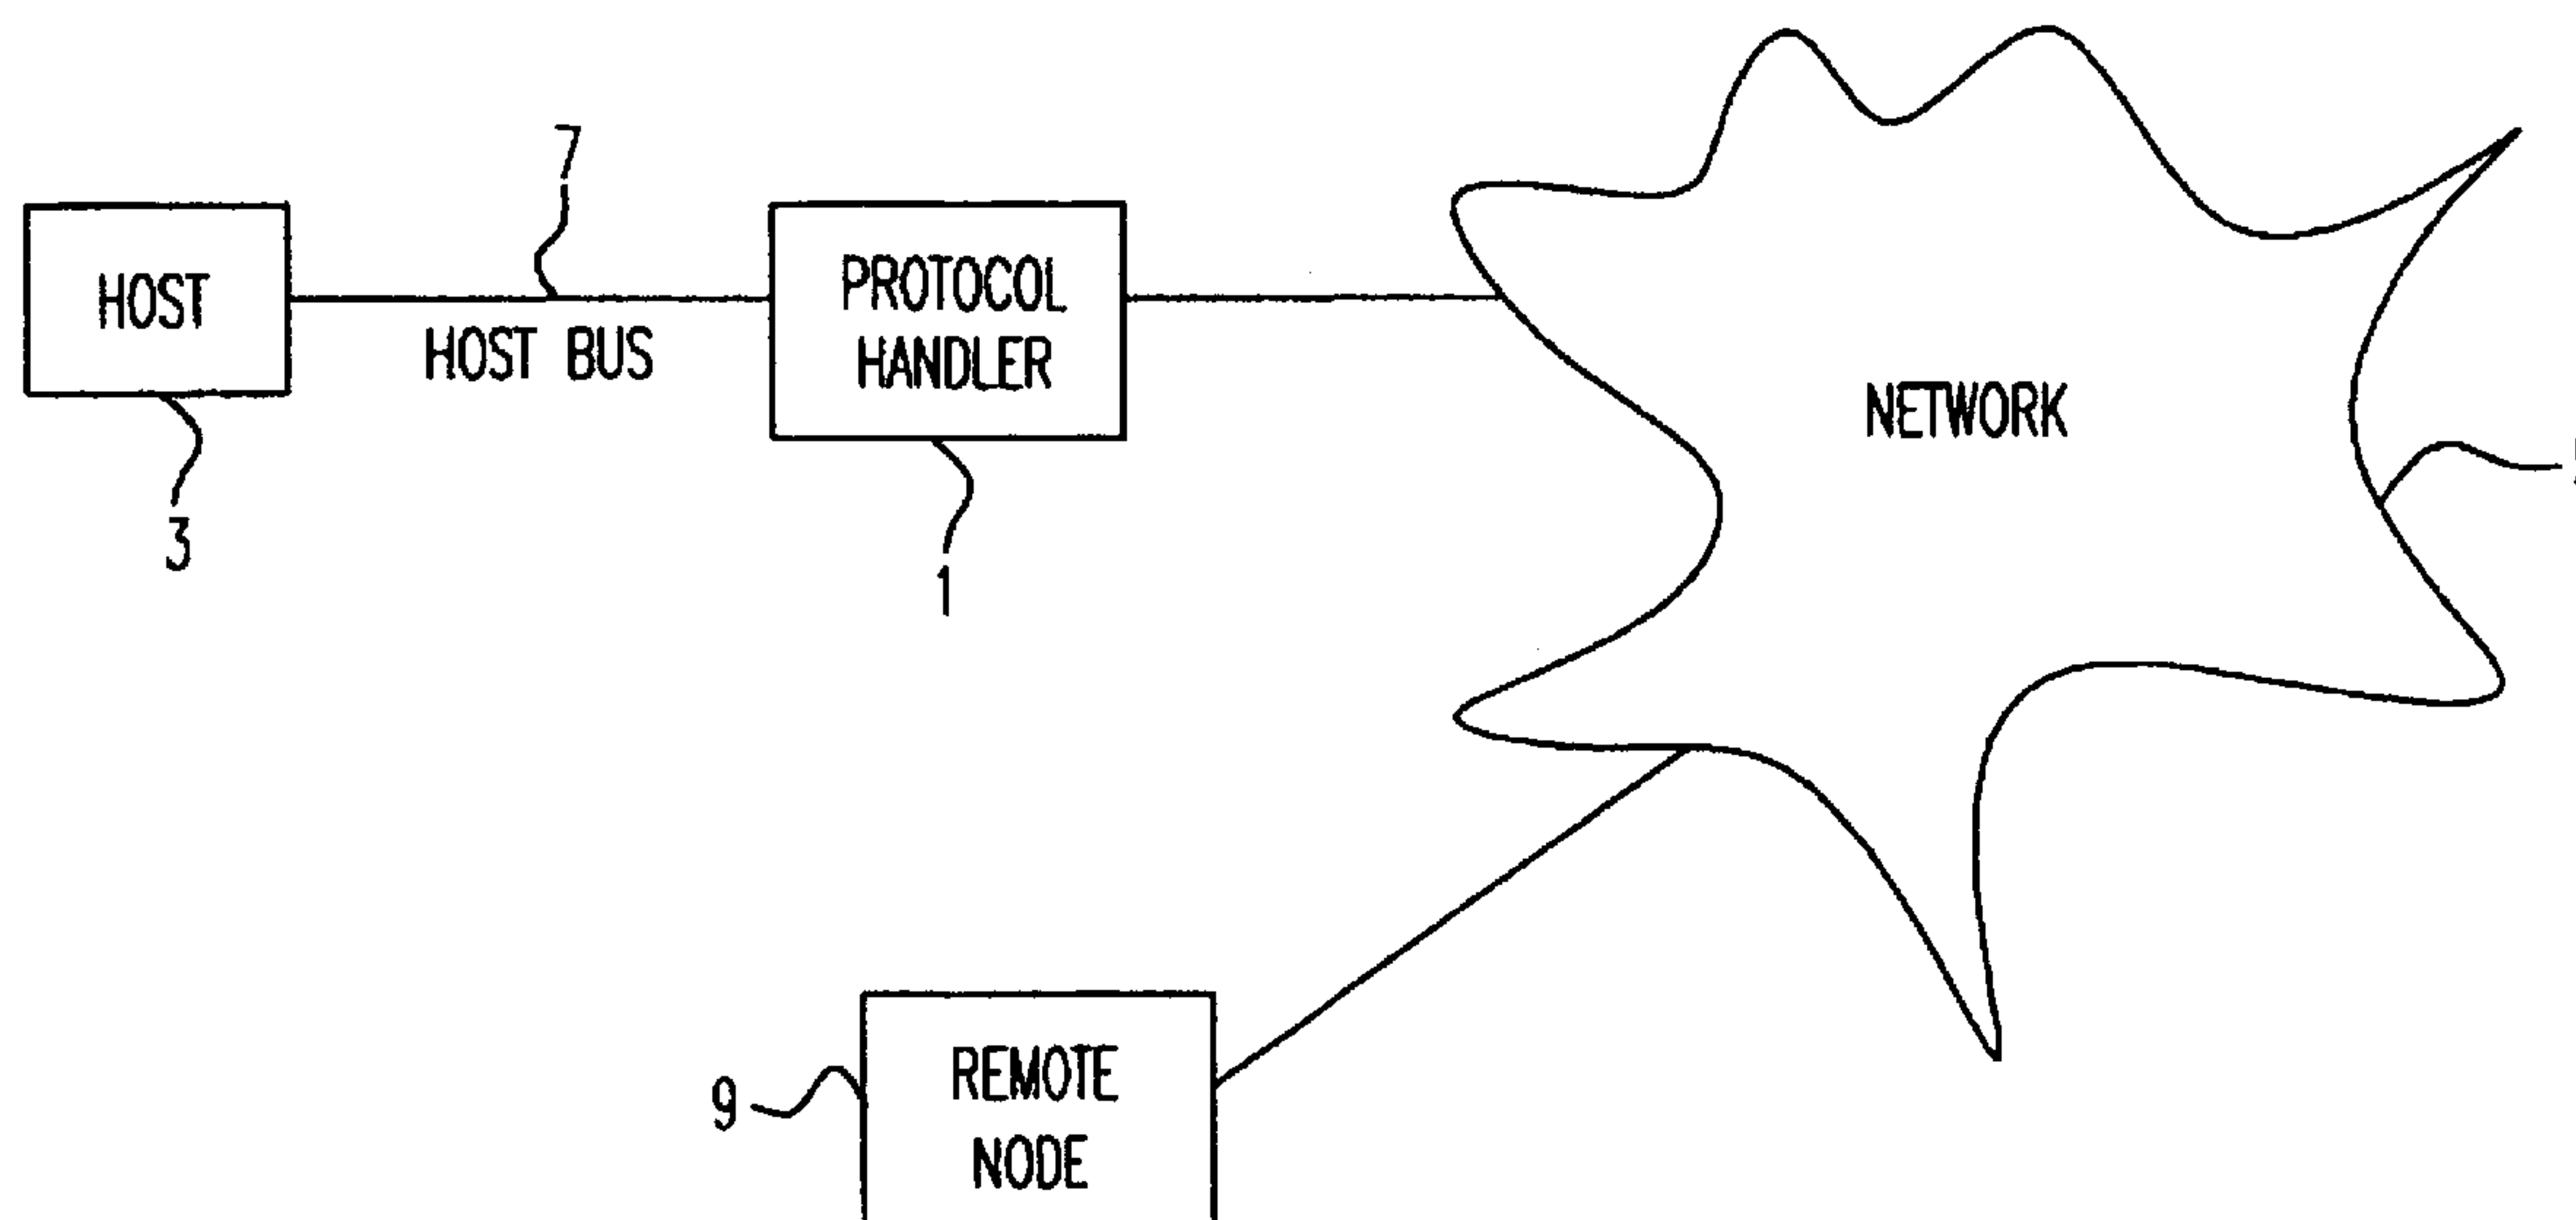 7
HOST
HOST BUS
PROTOCOL
HANDLER
NETWORK
3
1
9
REMOTE
NODE